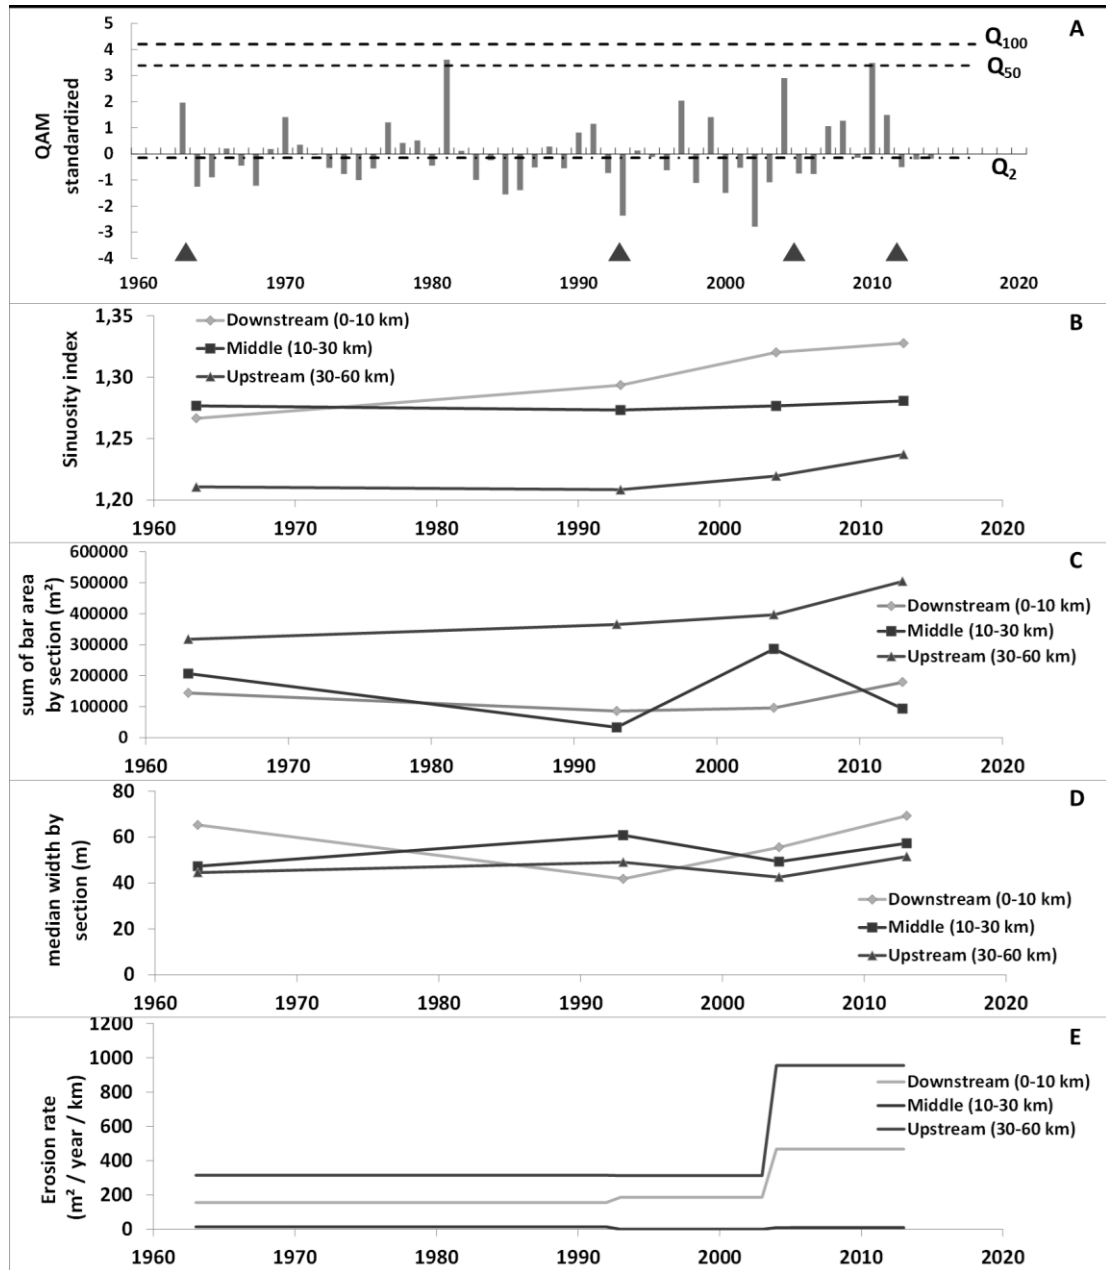 A
5
4
3
2
1
0
-1
-2
-3
-4
QAM
standardized
Q100
Q50
Q2
1960 1970 1980 1990 2000 2010 2020
B
1,35
1,30
1,25
1,20
Sinuosity index
Downstream (0-10 km)
Middle (10-30 km)
Upstream (30-60 km)
1960 1970 1980 1990 2000 2010 2020
C
600000
500000
400000
300000
200000
100000
0
sum of bar area
by section (m²)
Downstream (0-10 km)
Middle (10-30 km)
Upstream (30-60 km)
1960 1970 1980 1990 2000 2010 2020
D
80
60
40
20
0
median width by
section (m)
Downstream (0-10 km)
Middle (10-30 km)
Upstream (30-60 km)
1960 1970 1980 1990 2000 2010 2020
E
1200
1000
800
600
400
200
0
Erosion rate
(m² / year / km)
Downstream (0-10 km)
Middle (10-30 km)
Upstream (30-60 km)
1960 1970 1980 1990 2000 2010 2020